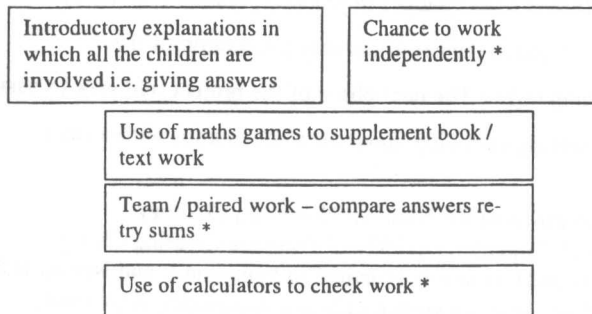 Introductory explanations in
which all the children are
involved i.e. giving answers
Chance to work
independently *
Use of maths games to supplement book /
text work
Team / paired work – compare answers re-
try sums *
Use of calculators to check work *